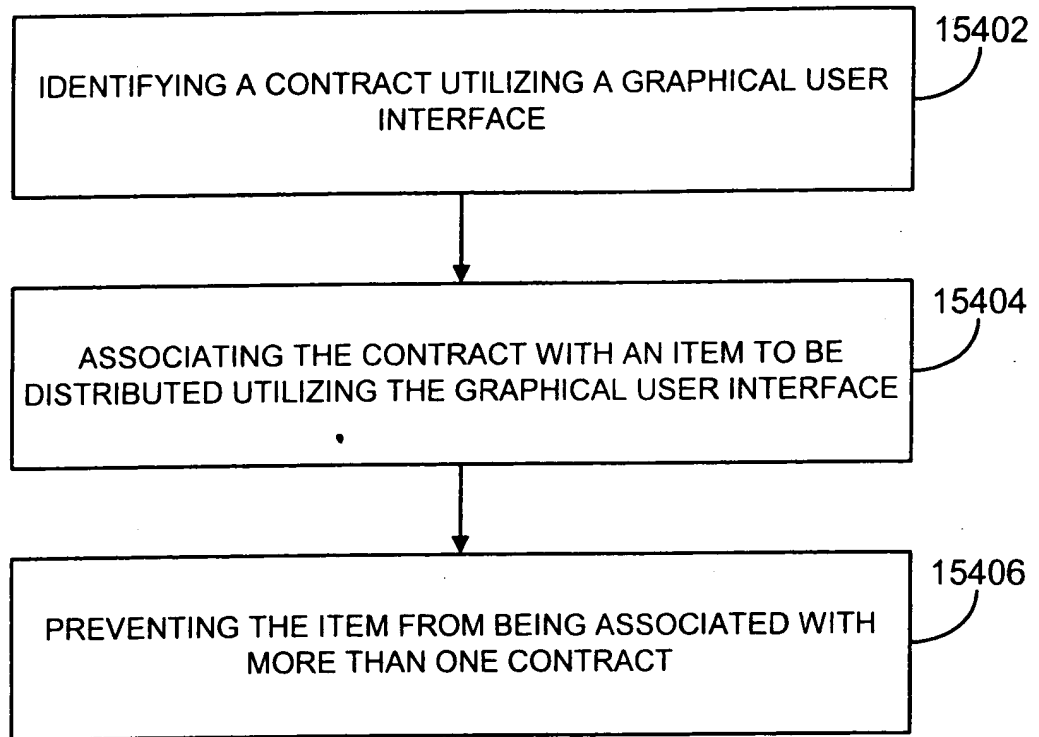 15402
IDENTIFYING A CONTRACT UTILIZING A GRAPHICAL USER
INTERFACE
15404
ASSOCIATING THE CONTRACT WITH AN ITEM TO BE
DISTRIBUTED UTILIZING THE GRAPHICAL USER INTERFACE
15406
PREVENTING THE ITEM FROM BEING ASSOCIATED WITH
MORE THAN ONE CONTRACT